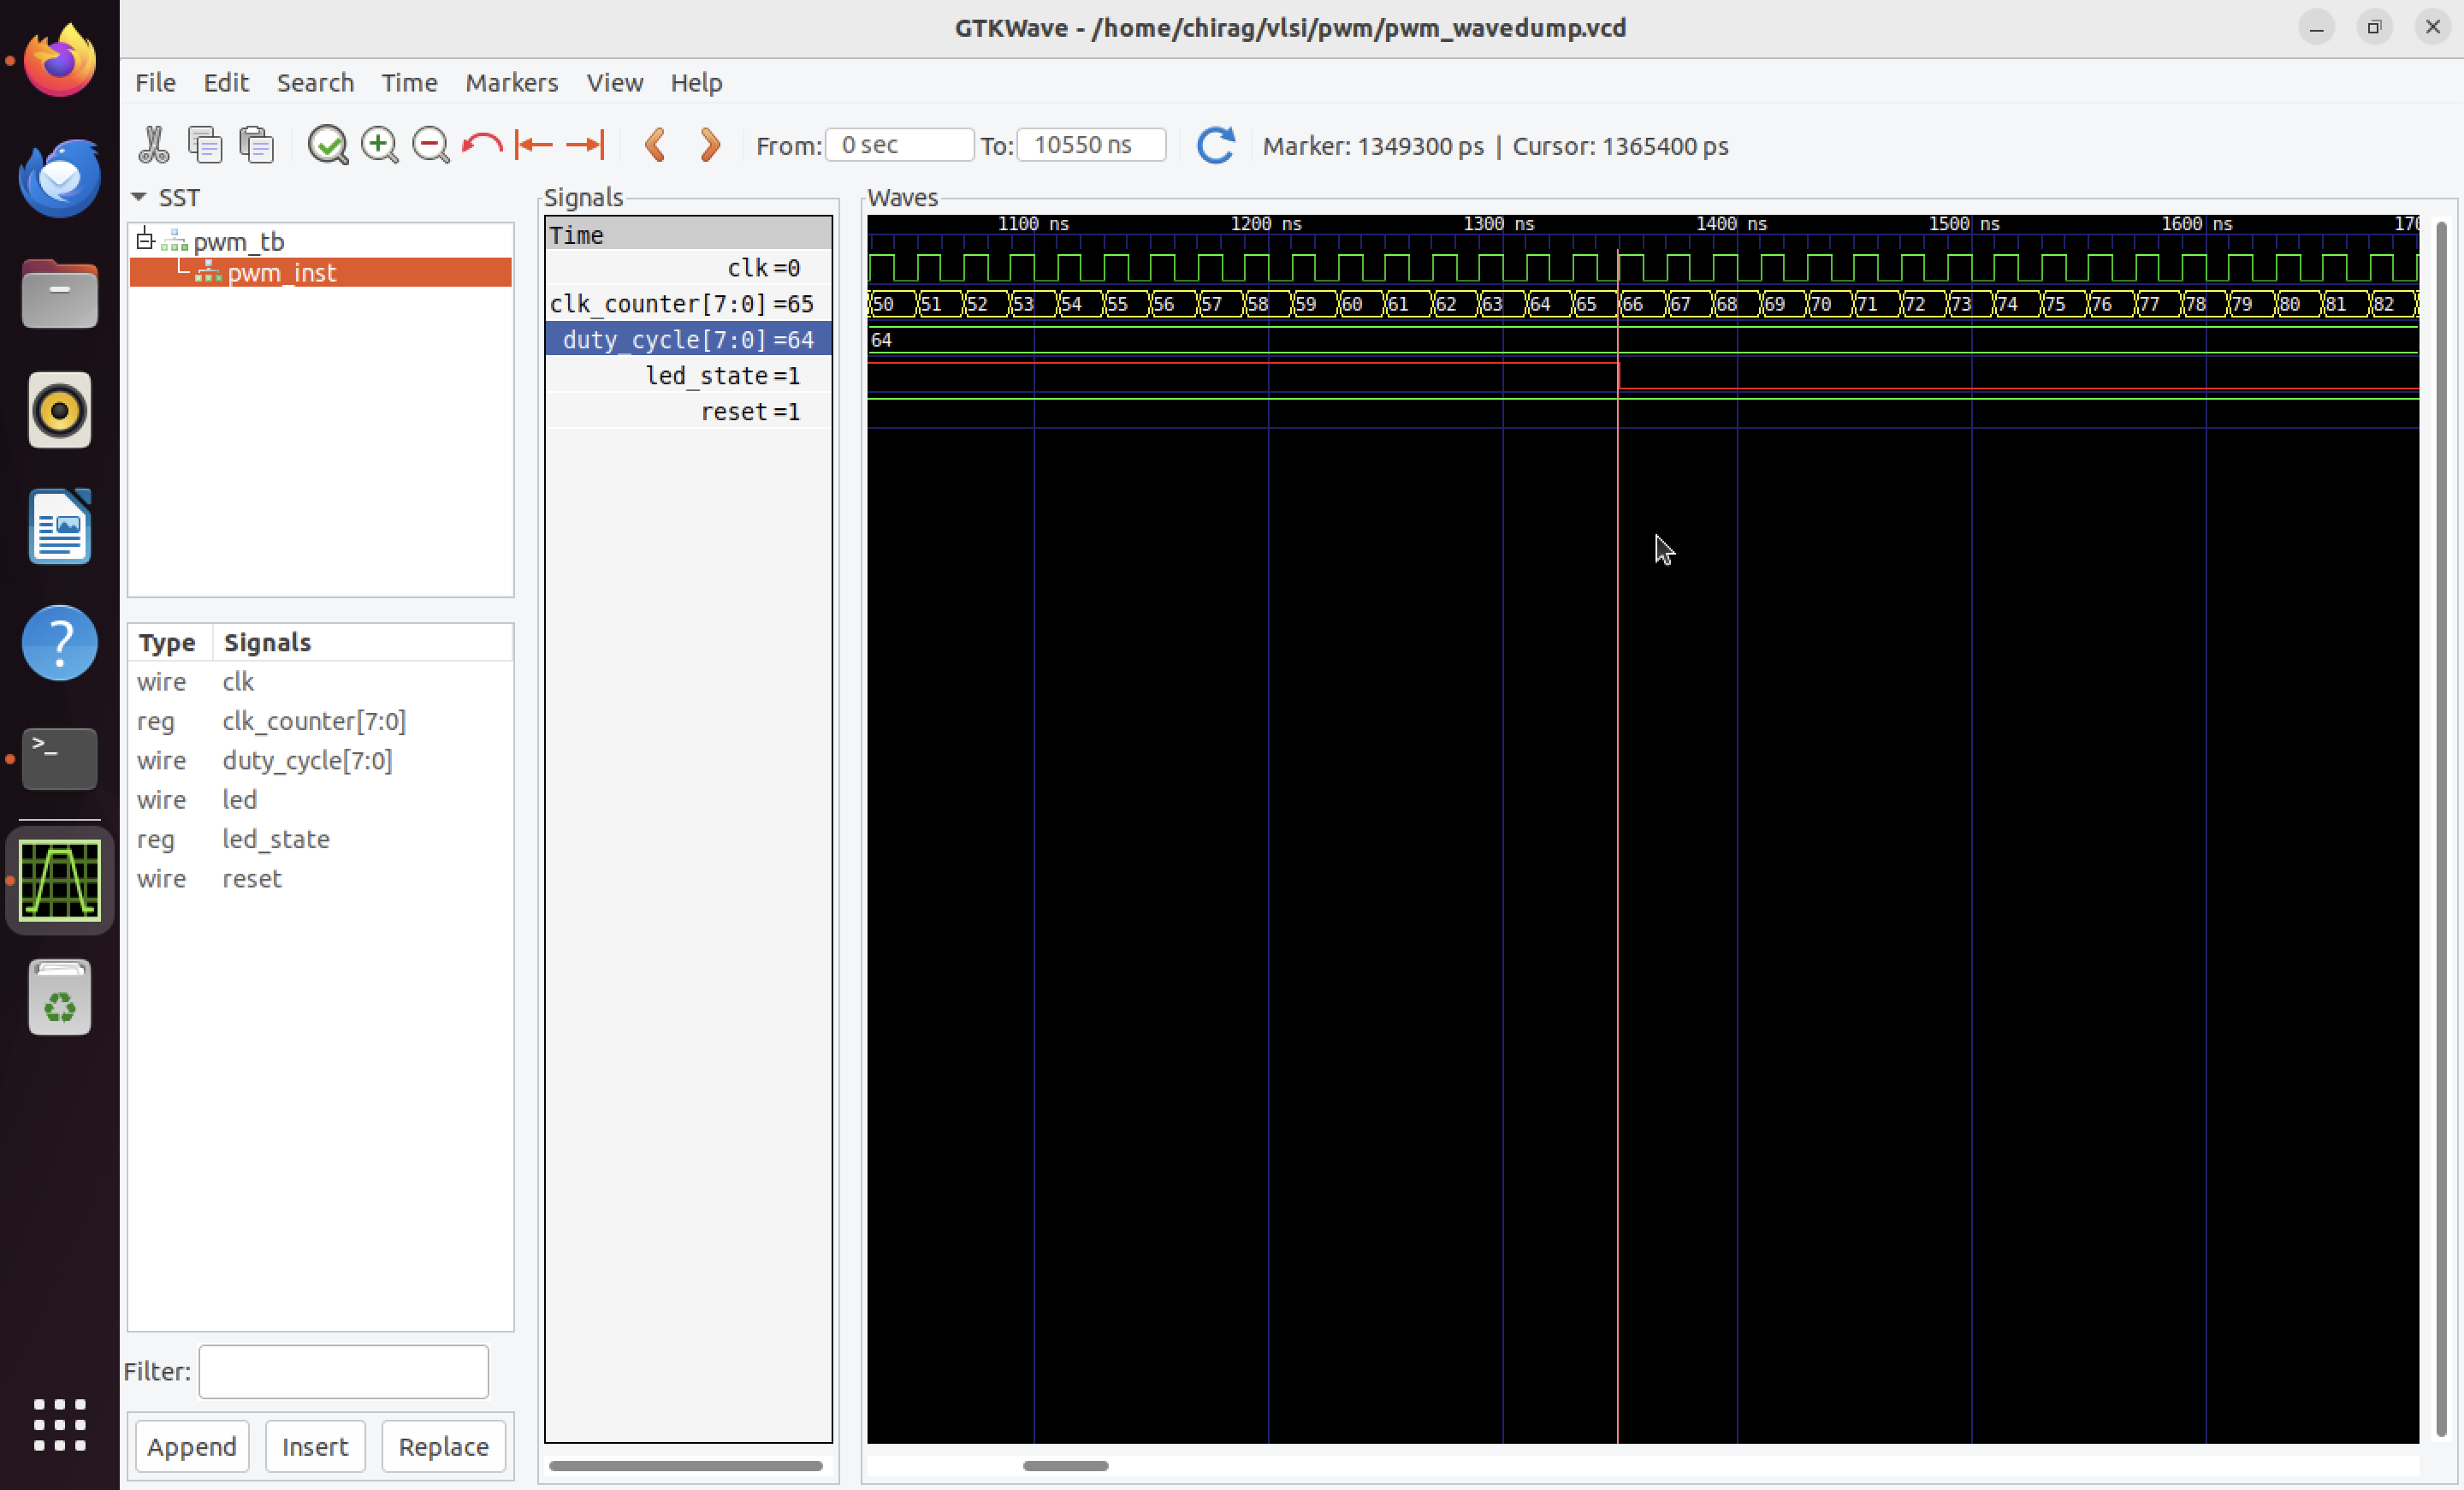 GTKWave - /home/chirag/vlsi/pwm/pwm_wavedump.vcd
File Edit Search Time Markers View Help
From: 0 sec To: 10550 ns Marker: 1349300 ps | Cursor: 1365400 ps
SST
pwm_tb
pwm_inst
Type Signals
wire clk
reg clk_counter[7:0]
wire duty_cycle[7:0]
wire led
reg led_state
wire reset
Filter:
Append Insert Replace
Signals
Time
clk =0
clk_counter[7:0] =65
duty_cycle[7:0] =64
led_state =1
reset =1
Waves
1100 ns 1200 ns 1300 ns 1400 ns 1500 ns 1600 ns 170
50 51 52 53 54 55 56 57 58 59 60 61 62 63 64 65 66 67 68 69 70 71 72 73 74 75 76 77 78 79 80 81 82
64